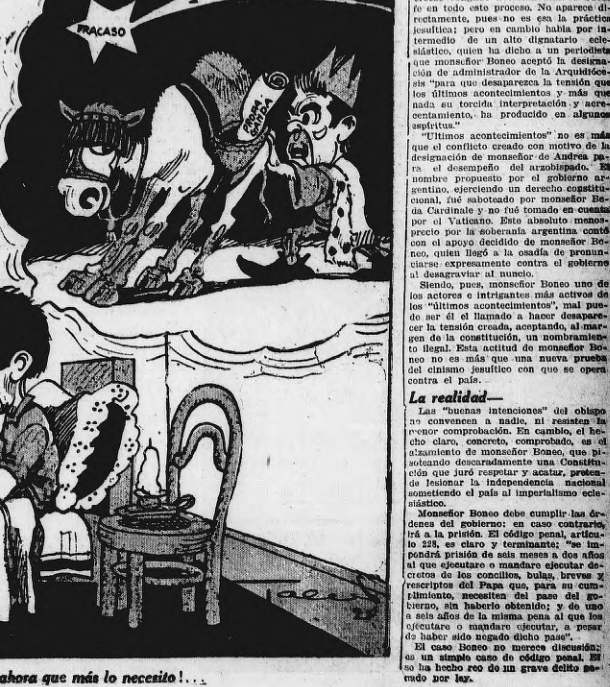 FRACASO
PROPA
GANDA
ahora que más lo necesito!...
fe en todo este proceso. No aparece di-
rectamente, pues no es esa la práctica
jesuítica; pero en cambio habla por in-
termedio de un alto dignatario ecle-
siástico, quien ha dicho a un periodista
que monseñor Boneo aceptó la designa-
ción de administrador de la Arquidióce-
sis "para que desaparezca la tensión que
los últimos acontecimientos y más que
nada su torcida interpretación y acre-
centamiento, ha producido en algunos
espíritus."
"Ultimos acontecimientos" no es más
que el conflicto creado con motivo de la
designación de monseñor de Andrea pa-
ra el desempeño del arzobispado. El
nombre propuesto por el gobierno ar-
gentino, ejerciendo un derecho constitu-
cional, fué saboteado por monseñor Be-
da Cardinale y no fué tomado en cuenta
por el Vaticano. Este absoluto menos-
precio por la soberanía argentina contó
con el apoyo decidido de monseñor Bo-
neo, quien llegó a la osadía de pronun-
ciarse expresamente contra el gobierno
al desagraviar al nuncio.
Siendo, pues, monseñor Boneo uno de
los actores e intrigantes más activos de
los "últimos acontecimientos", mal pue-
de ser él el llamado a hacer desapare-
cer la tensión creada, aceptando, al mar-
gen de la constitución, un nombramien-
to ilegal. Esta actitud de monseñor Bo-
neo no es más que una nueva prueba
del cinismo jesuítico con que se opera
contra el país.
La realidad—
Las "buenas intenciones" del obispo
no convencen a nadie, ni resisten la
menor comprobación. En cambio, el he-
cho claro, concreto, comprobado, es el
alzamiento de monseñor Boneo, que pi-
soteando descaradamente una Constitu-
ción que juró respetar y acatar, preten-
de lesionar la independencia nacional
sometiendo el país al imperialismo ecle-
siástico.
Monseñor Boneo debe cumplir las ór-
denes del gobierno; en caso contrario,
irá a la prisión. El código penal, artícu-
lo 228, es claro y terminante; "se im-
pondrá prisión de seis meses a dos años
al que ejecutare o mandare ejecutar de-
cretos de los concilios, bulas, breves y
rescriptos del Papa que, para su cum-
plimiento, necesiten del pase del go-
bierno, sin haberlo obtenido; y de uno
a seis años de la misma pena al que los
ejecutare o mandare ejecutar, a pesar
de haber sido negado dicho pase".
El caso Boneo no merece discusión;
es un simple caso de código penal. El
se ha hecho reo de un grave delito pe-
nado por ley.